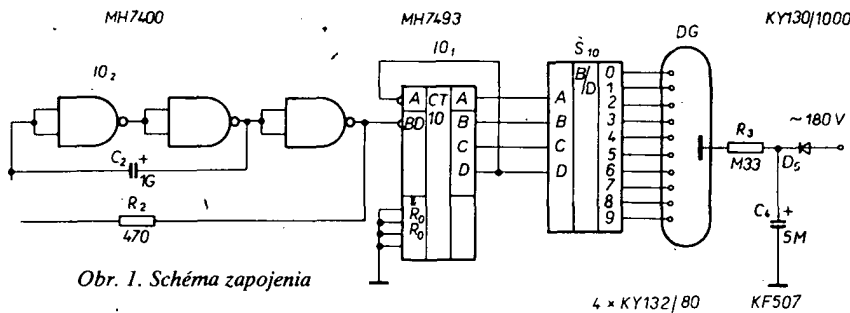 MH7400 MH7493 KY130/1000
IO1 Š10 DG
IO2
A CT 10 A A B/D 0
BD B B 1
C C 2
D D 3
4
5
6
7
8
9
R0
R0
C2 + 1G
R2
470
R3
M33
~180 V
D5
C4 +
5M
Obr. 1. Schéma zapojenia
4 × KY132/80 KF507